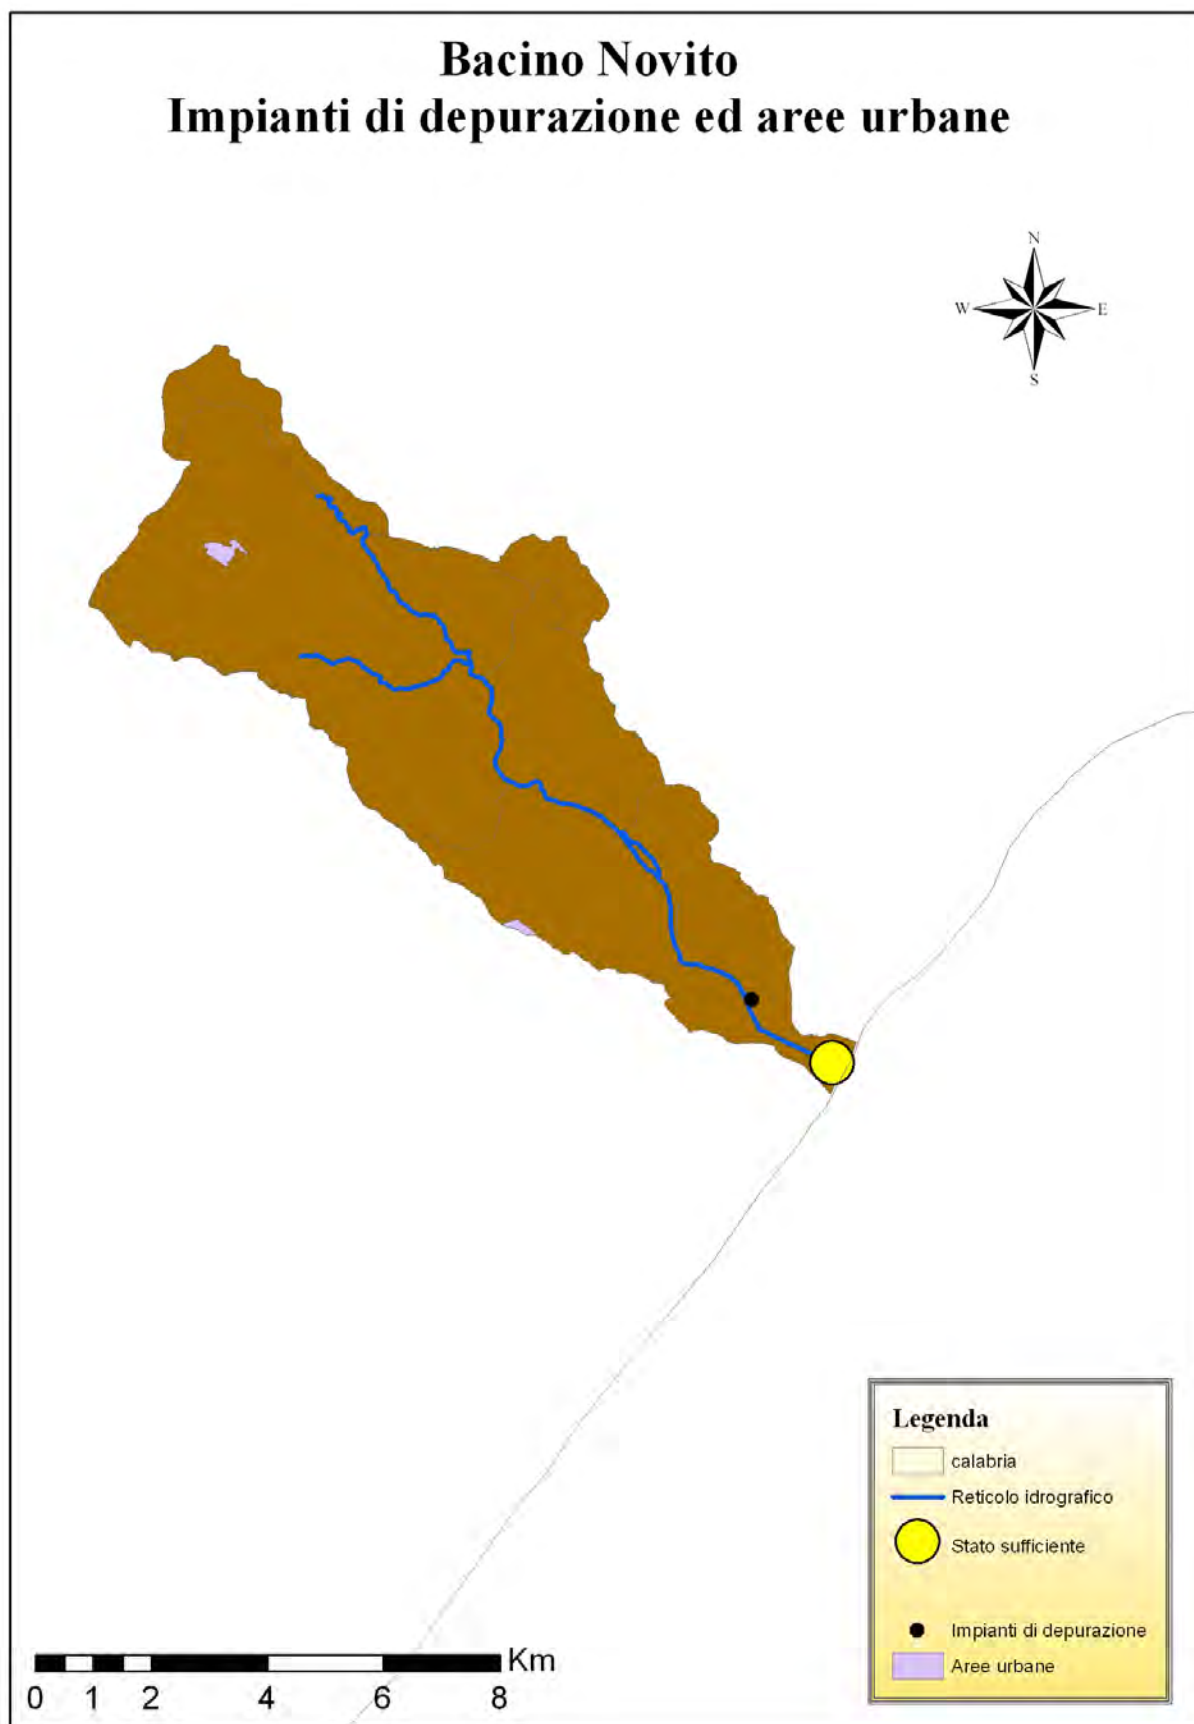 Bacino Novito
Impianti di depurazione ed aree urbane
N
W E
S
Legenda
calabria
Reticolo idrografico
Stato sufficiente
Impianti di depurazione
Aree urbane
Km
0 1 2 4 6 8